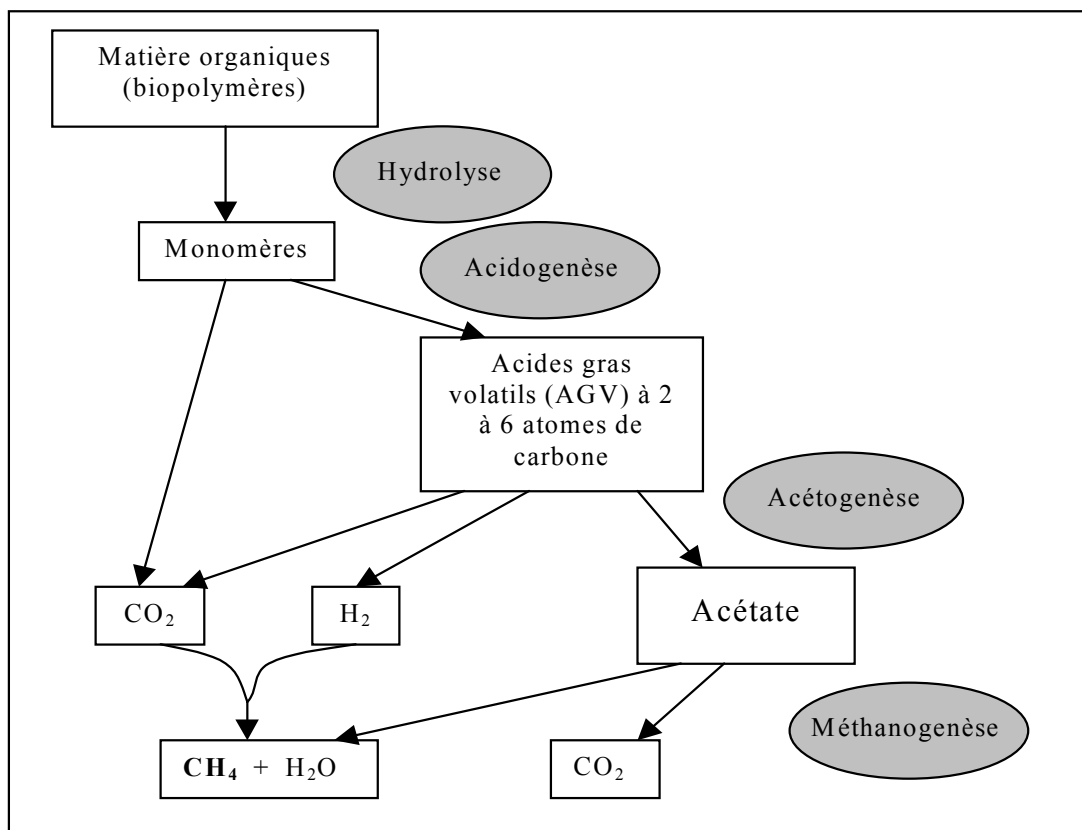 Matière organiques
(biopolymères)
Hydrolyse
Monomères
Acidogenèse
Acides gras
volatils (AGV) à 2
à 6 atomes de
carbone
Acétogenèse
CO₂
H₂
Acétate
Méthanogenèse
CH₄ + H₂O
CO₂